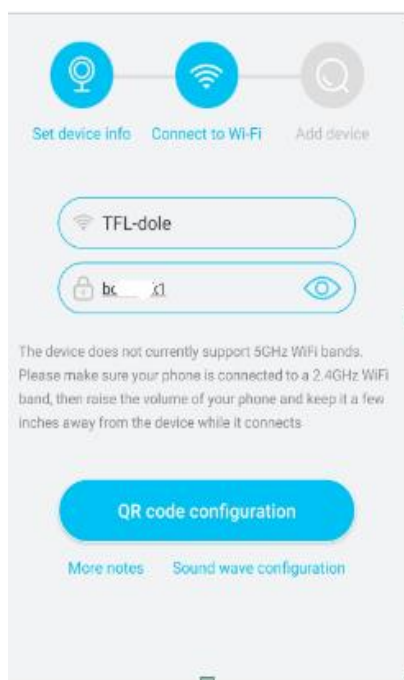 Set device info Connect to Wi-Fi Add device
TFL-dole
The device does not currently support 5GHz WiFi bands.
Please make sure your phone is connected to a 2.4GHz WiFi
band, then raise the volume of your phone and keep it a few
inches away from the device while it connects
QR code configuration
More notes Sound wave configuration